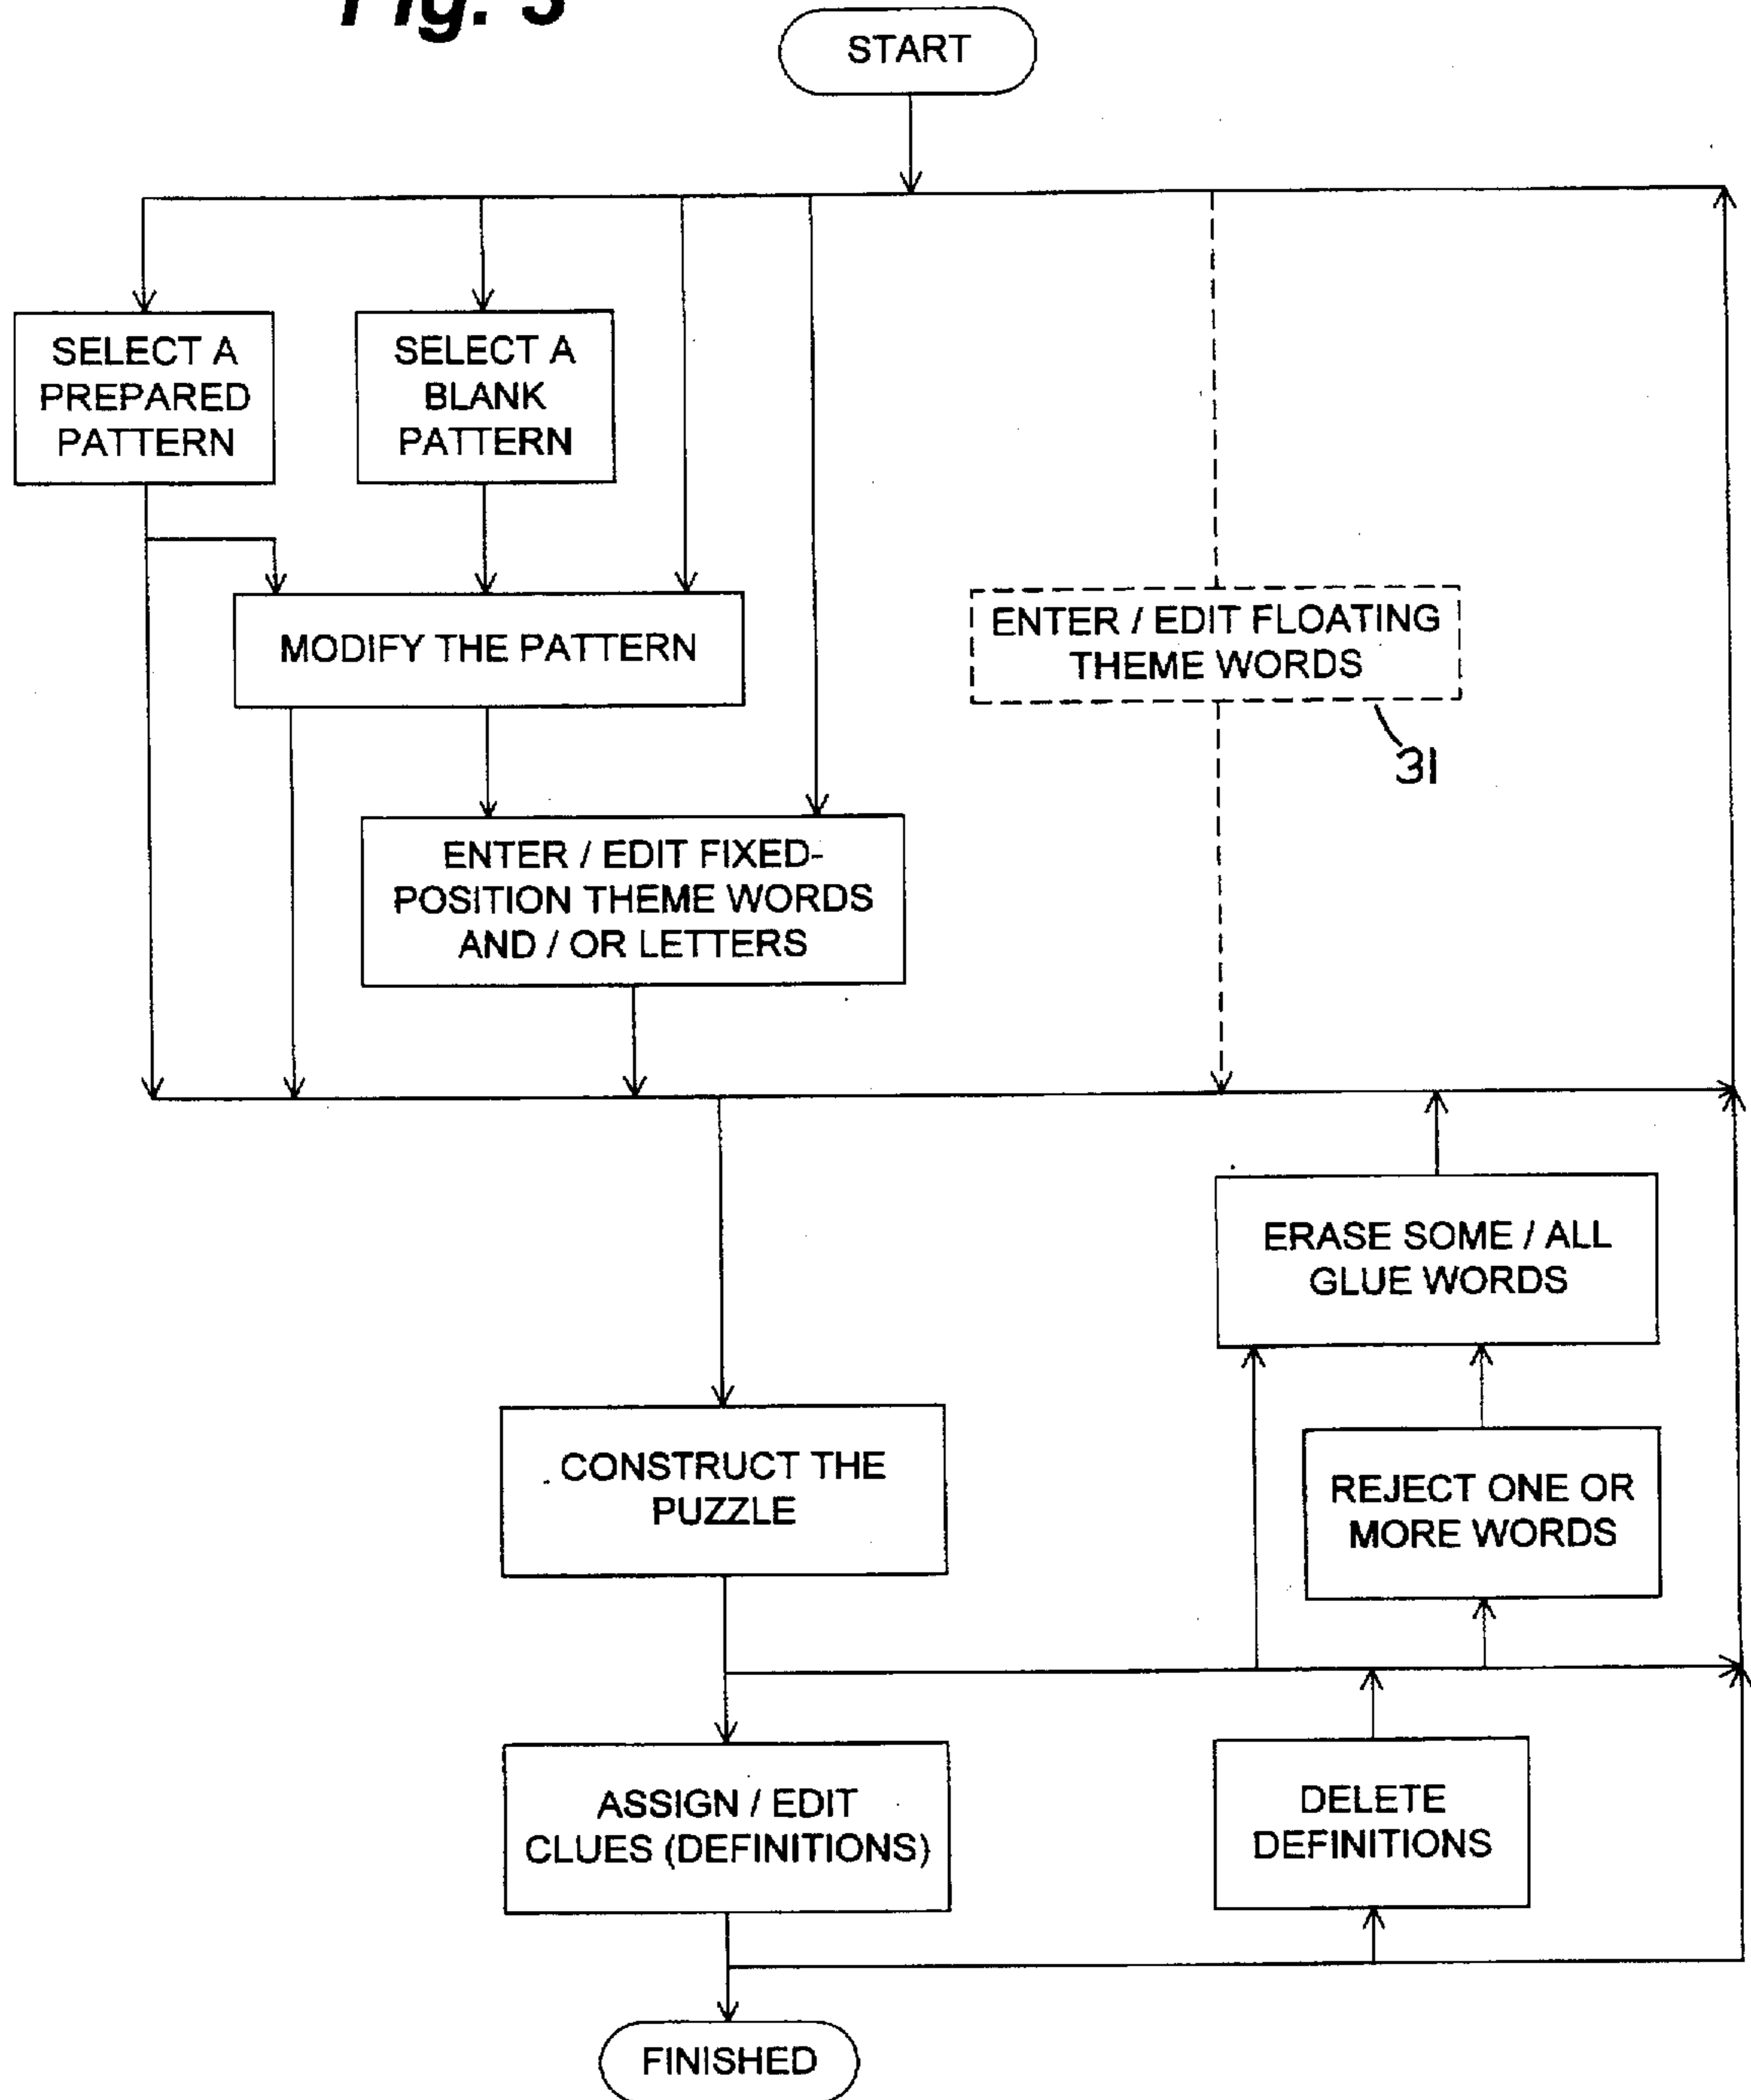 Fig. 3
START
SELECT A
PREPARED
PATTERN
SELECT A
BLANK
PATTERN
MODIFY THE PATTERN
ENTER / EDIT FLOATING
THEME WORDS
31
ENTER / EDIT FIXED-
POSITION THEME WORDS
AND / OR LETTERS
ERASE SOME / ALL
GLUE WORDS
CONSTRUCT THE
PUZZLE
REJECT ONE OR
MORE WORDS
ASSIGN / EDIT
CLUES (DEFINITIONS)
DELETE
DEFINITIONS
FINISHED